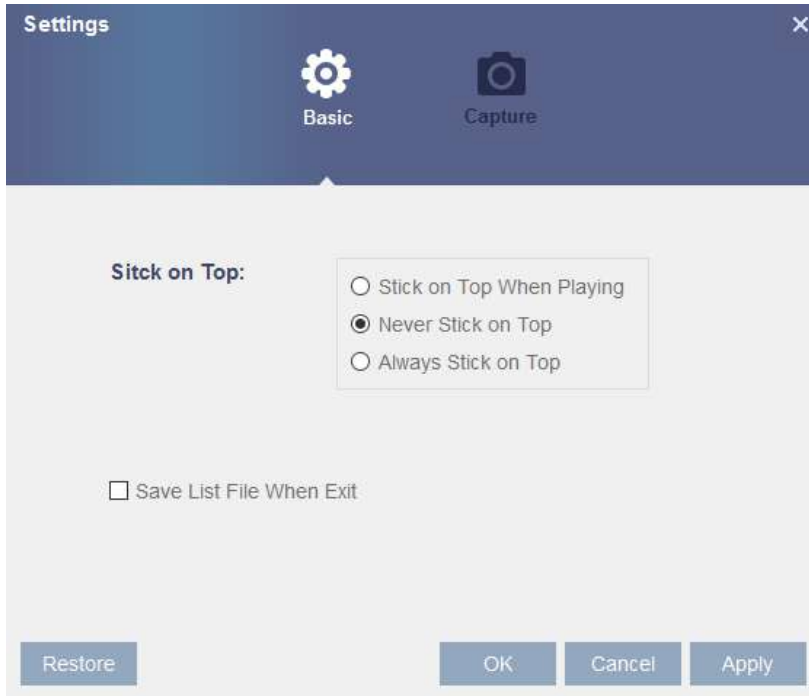 Settings
Basic
Capture
Sitck on Top:
Stick on Top When Playing
Never Stick on Top
Always Stick on Top
Save List File When Exit
Restore
OK
Cancel
Apply